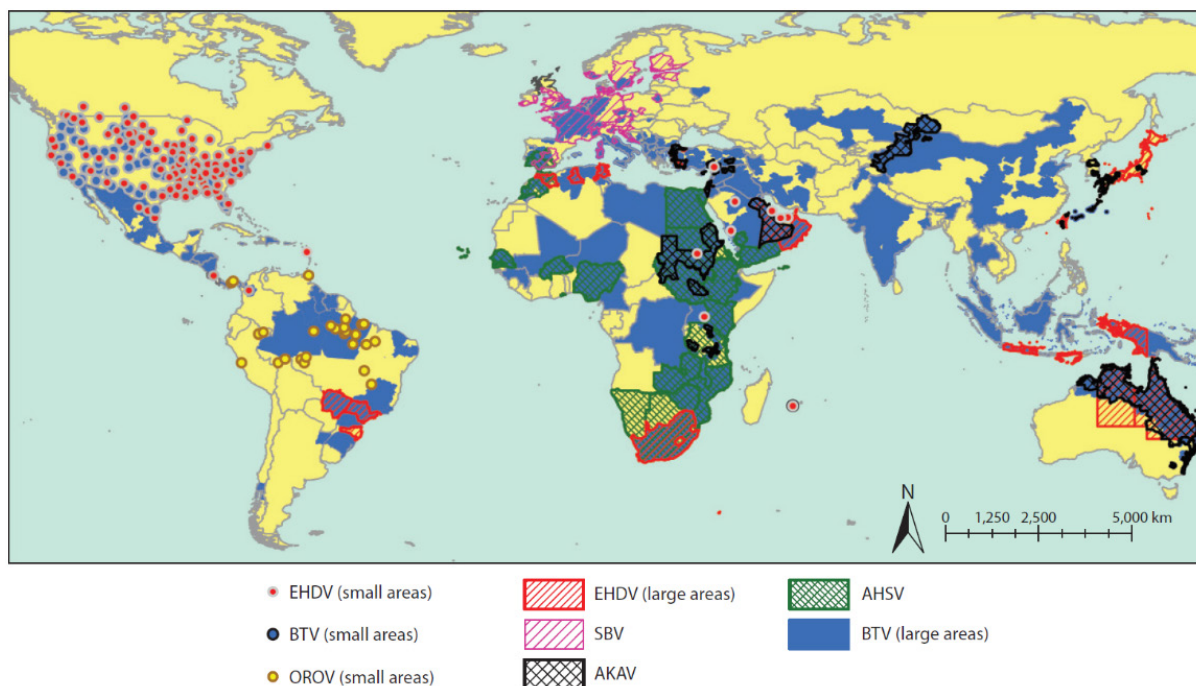 N
0 1,250 2,500 5,000 km
EHDV (small areas)
BTV (small areas)
OROV (small areas)
EHDV (large areas)
SBV
AKAV
AHSV
BTV (large areas)